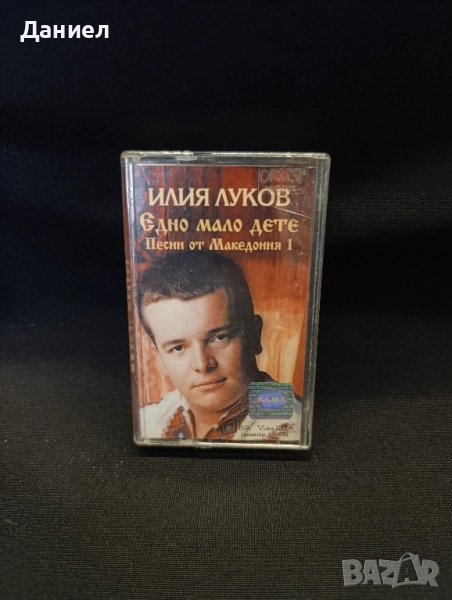 Даниел
ИЛИЯ ЛУКОВ
Едно мало дете
Песни от Македония 1
BAZAR